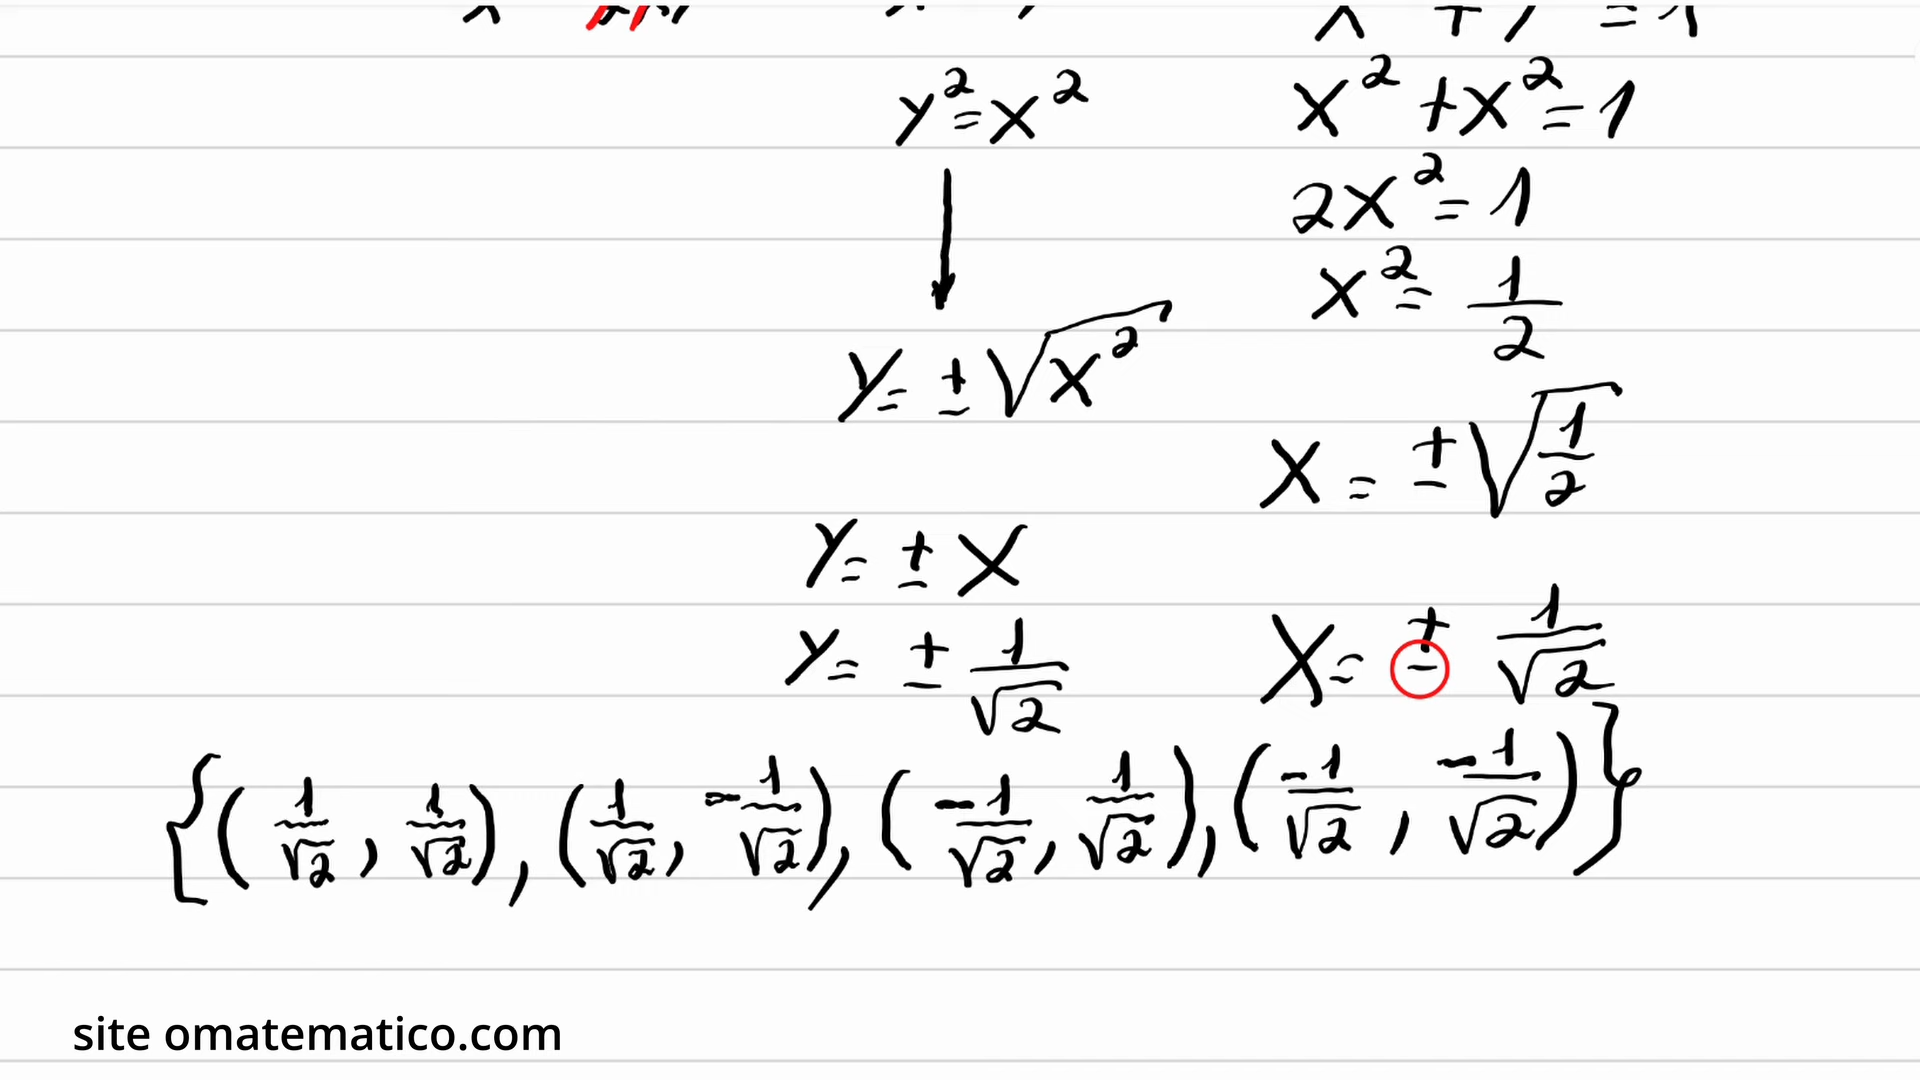 y² = x²
x² + x² = 1
2x² = 1
x² = 1/2
y = ± √x²
x = ± √(1/2)
y = ± x
y = ± 1/√2
x = ± 1/√2
{(1/√2, 1/√2), (1/√2, -1/√2), (-1/√2, 1/√2), (-1/√2, -1/√2)}
site omatematico.com